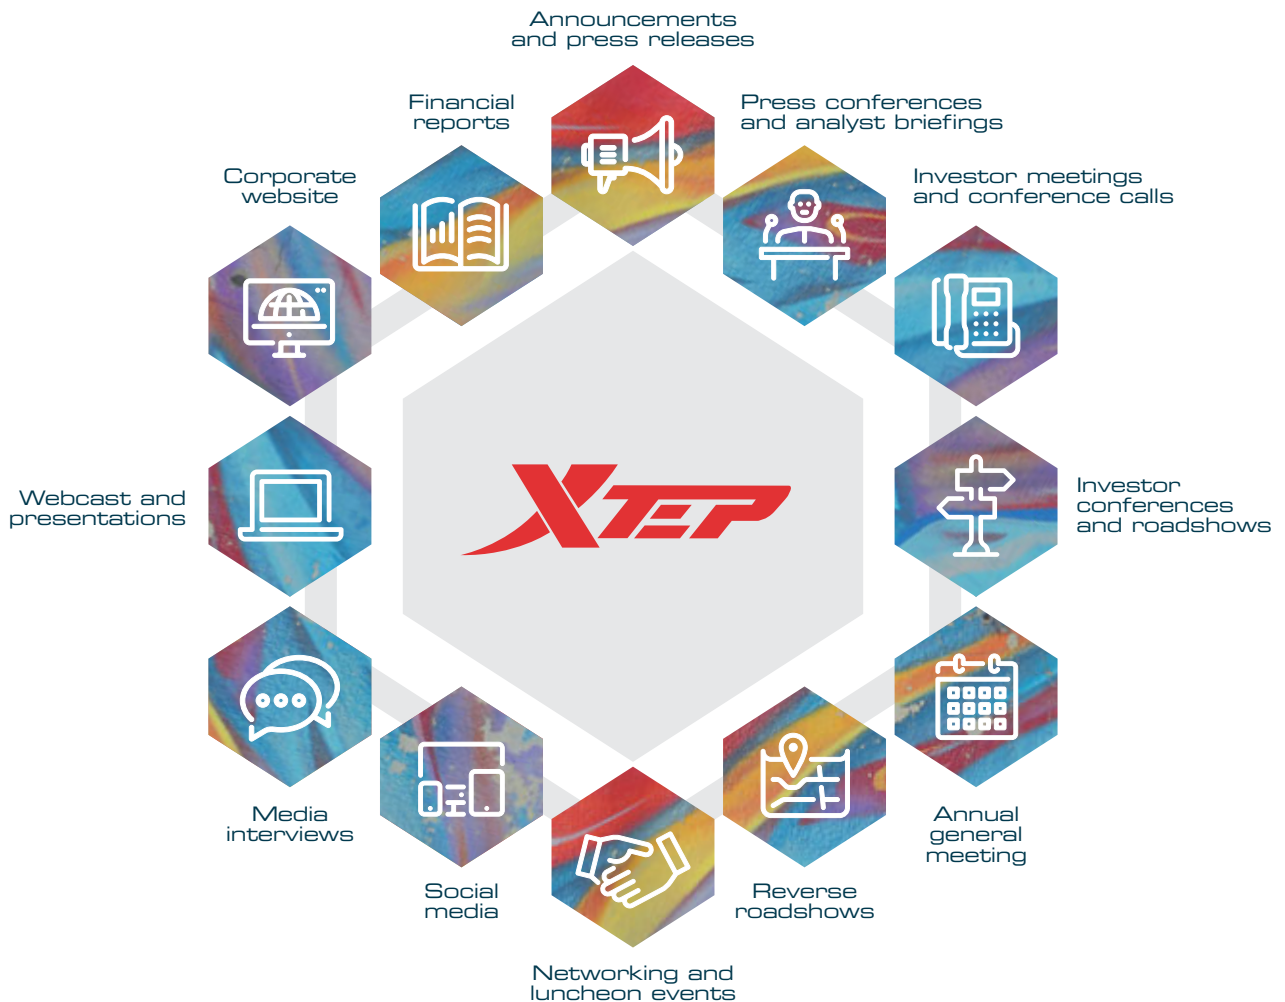 Announcements
and press releases
Financial
reports
Press conferences
and analyst briefings
Corporate
website
Investor meetings
and conference calls
XTEP
Webcast and
presentations
Investor
conferences
and roadshows
Media
interviews
Annual
general
meeting
Social
media
Reverse
roadshows
Networking and
luncheon events